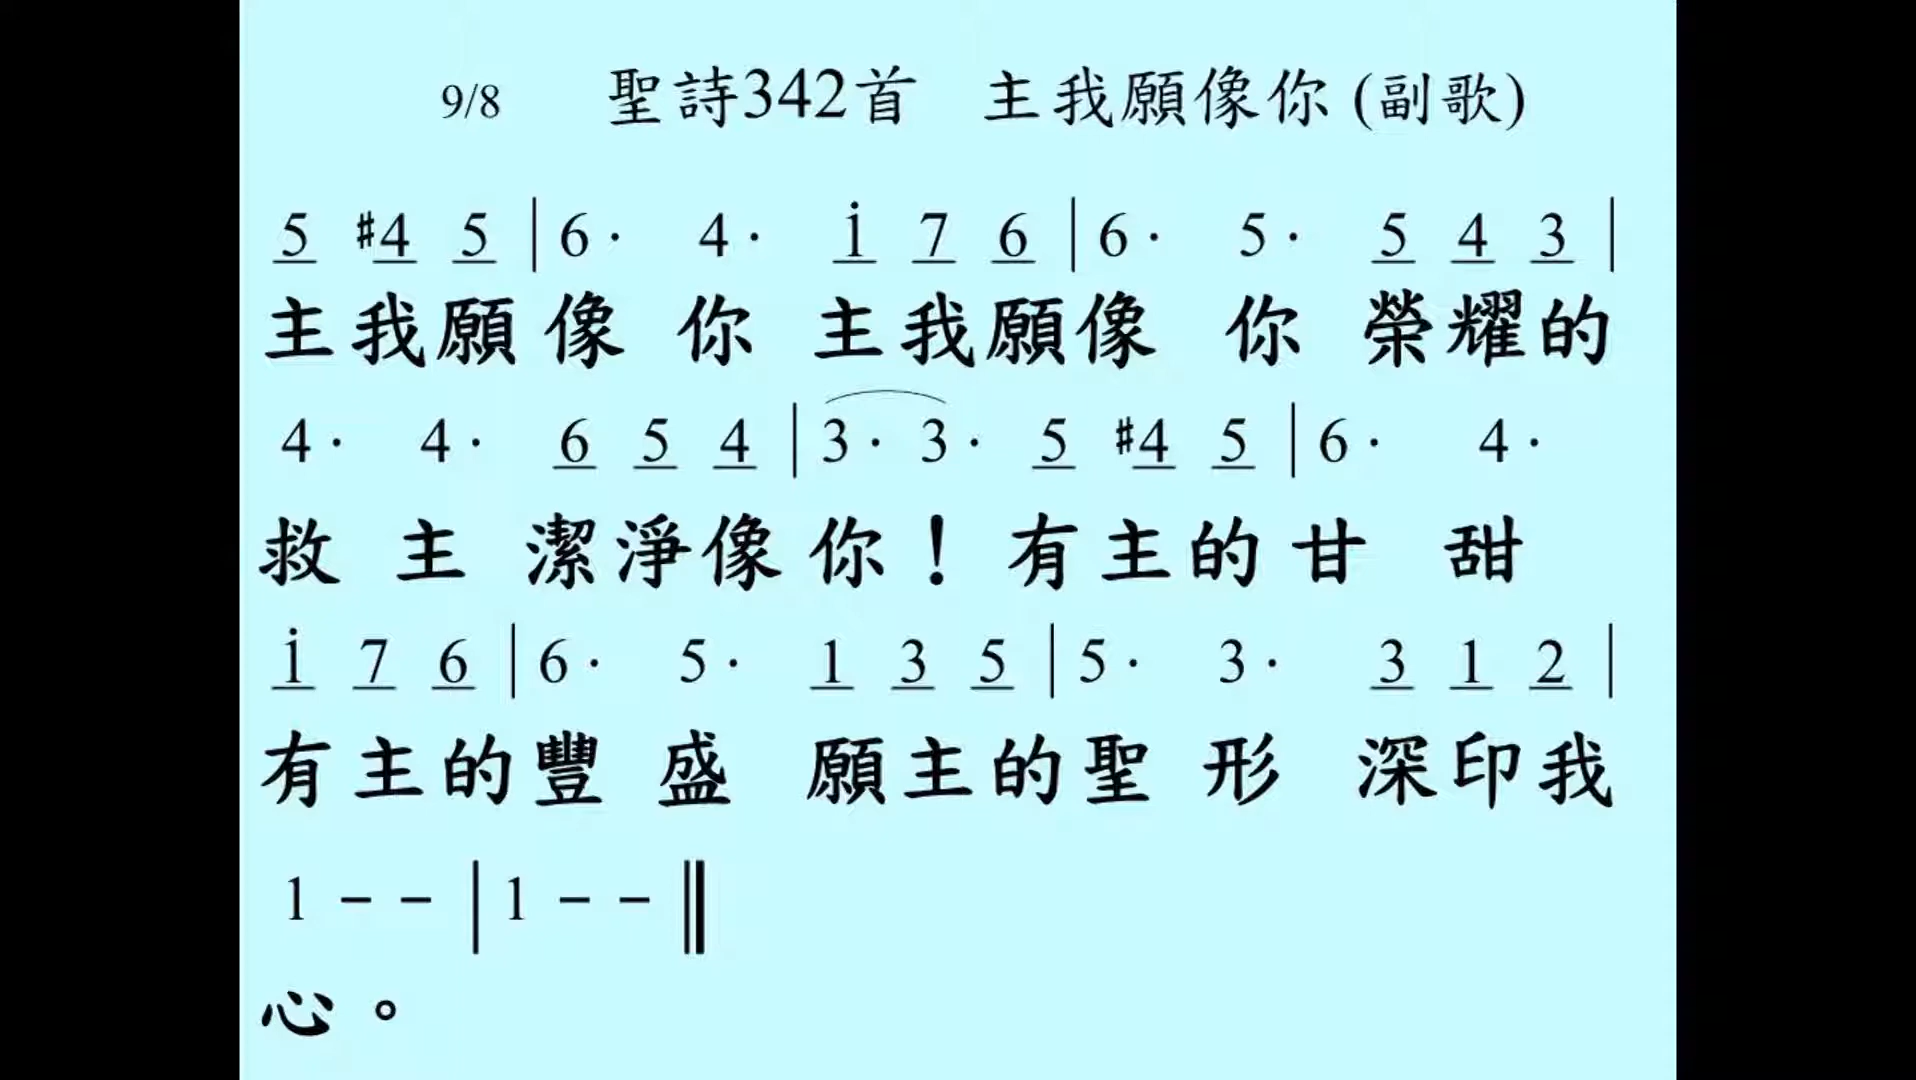 9/8 聖詩342首 主我願像你 (副歌)
5 #4 5 | 6 · 4 · i 7 6 | 6 · 5 · 5 4 3 |
主我願像 你 主我願像 你 榮耀的
4 · 4 · 6 5 4 | 3 · 3 · 5 #4 5 | 6 · 4 ·
救 主 潔淨像你！有主的甘 甜
i 7 6 | 6 · 5 · 1 3 5 | 5 · 3 · 3 1 2 |
有主的豐 盛 願主的聖 形 深印我
1 - - | 1 - - ‖
心。